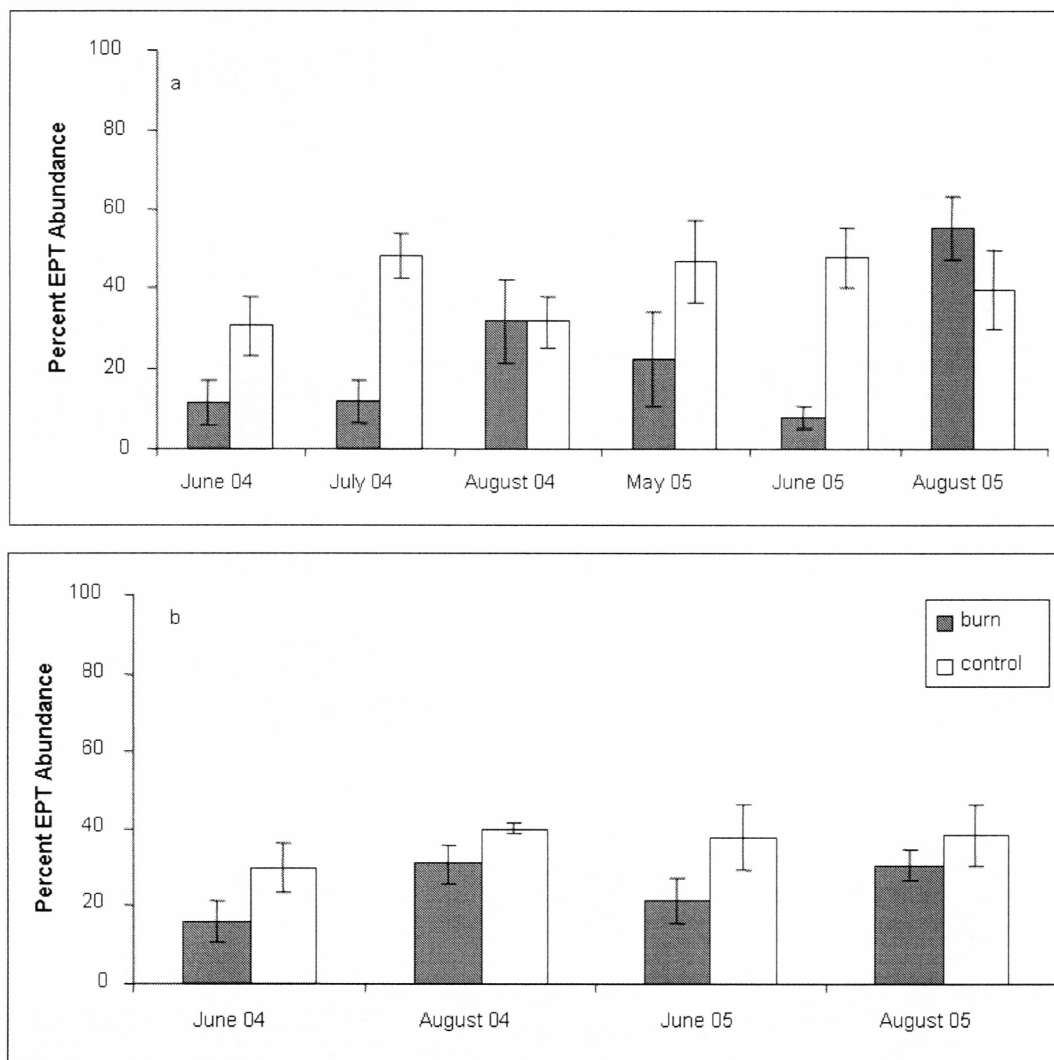 a
Percent EPT Abundance
100
80
60
40
20
0
June 04 July 04 August 04 May 05 June 05 August 05
b
Percent EPT Abundance
100
80
60
40
20
0
burn
control
June 04 August 04 June 05 August 05